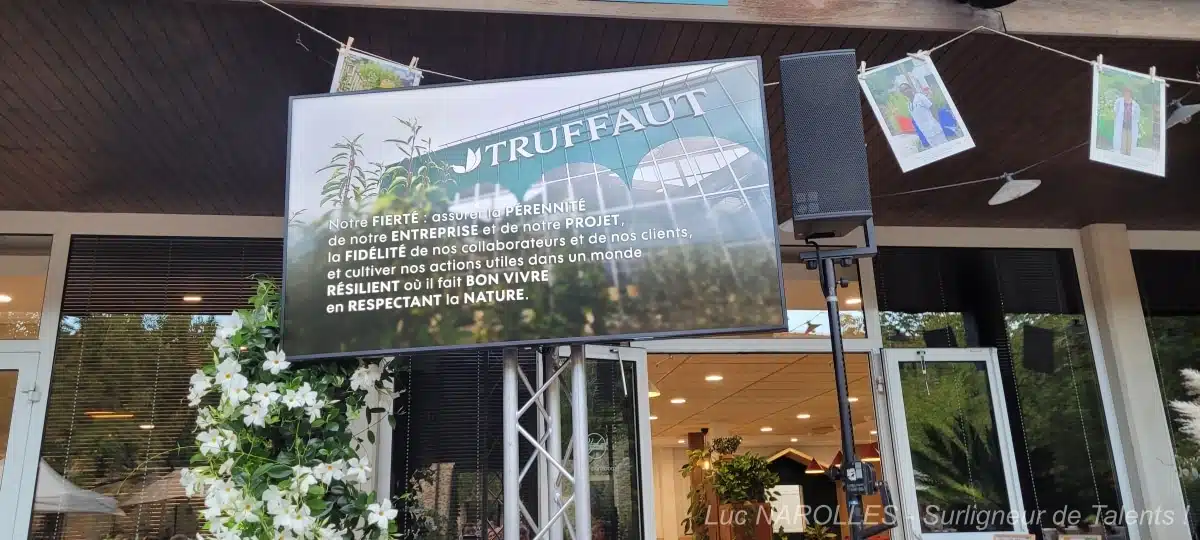 TRUFFAUT
Notre FIERTÉ : assurer la PÉRENNITÉ
de notre ENTREPRISE et de notre PROJET,
la FIDÉLITÉ de nos collaborateurs et de nos clients,
et cultiver nos actions utiles dans un monde
RÉSILIENT où il fait BON VIVRE
en RESPECTANT la NATURE.
Luc NAROLLES - Surligneur de Talents !